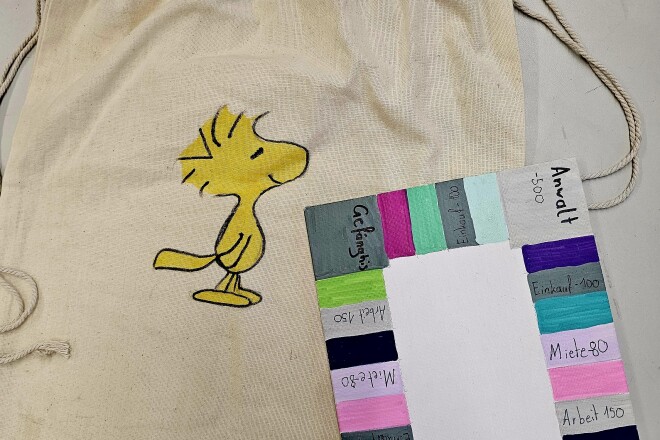 Gefängnis
Einkauf-100
Anwalt
-500
Arbeit 150
Miete-80
Einkauf-100
Miete-80
Arbeit 150